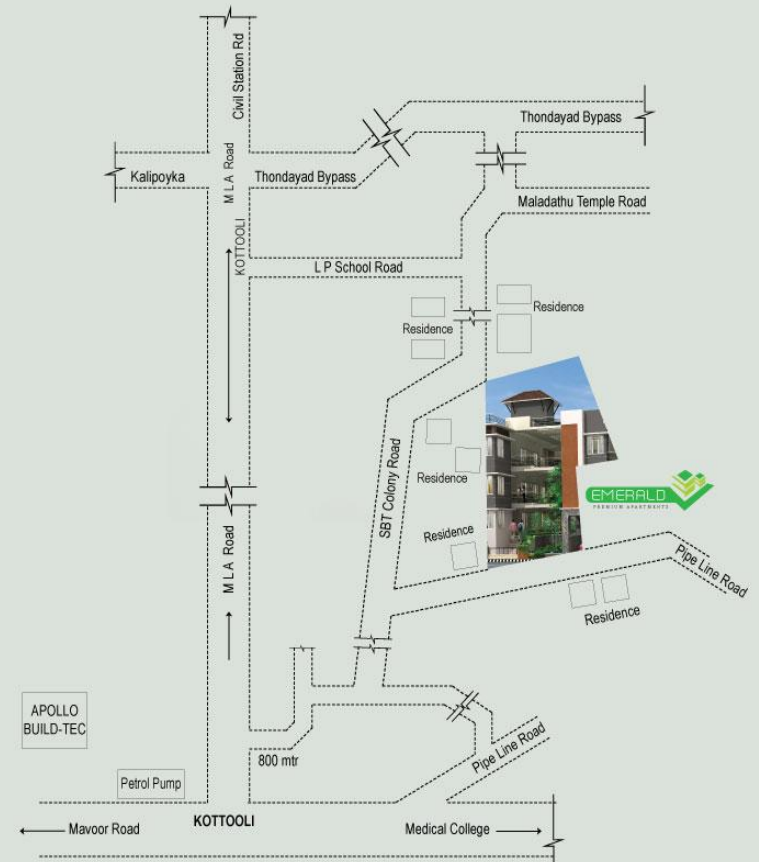 Civil Station Rd
Thondayad Bypass
Kalipoyka
M L A Road
Thondayad Bypass
Maladathu Temple Road
KOTTOOLI
L P School Road
Residence
Residence
SBT Colony Road
Residence
EMERALD
PREMIUM APARTMENTS
Residence
M L A Road
Pipe Line Road
Residence
APOLLO
BUILD-TEC
800 mtr
Pipe Line Road
Petrol Pump
KOTTOOLI
Mavoor Road
Medical College